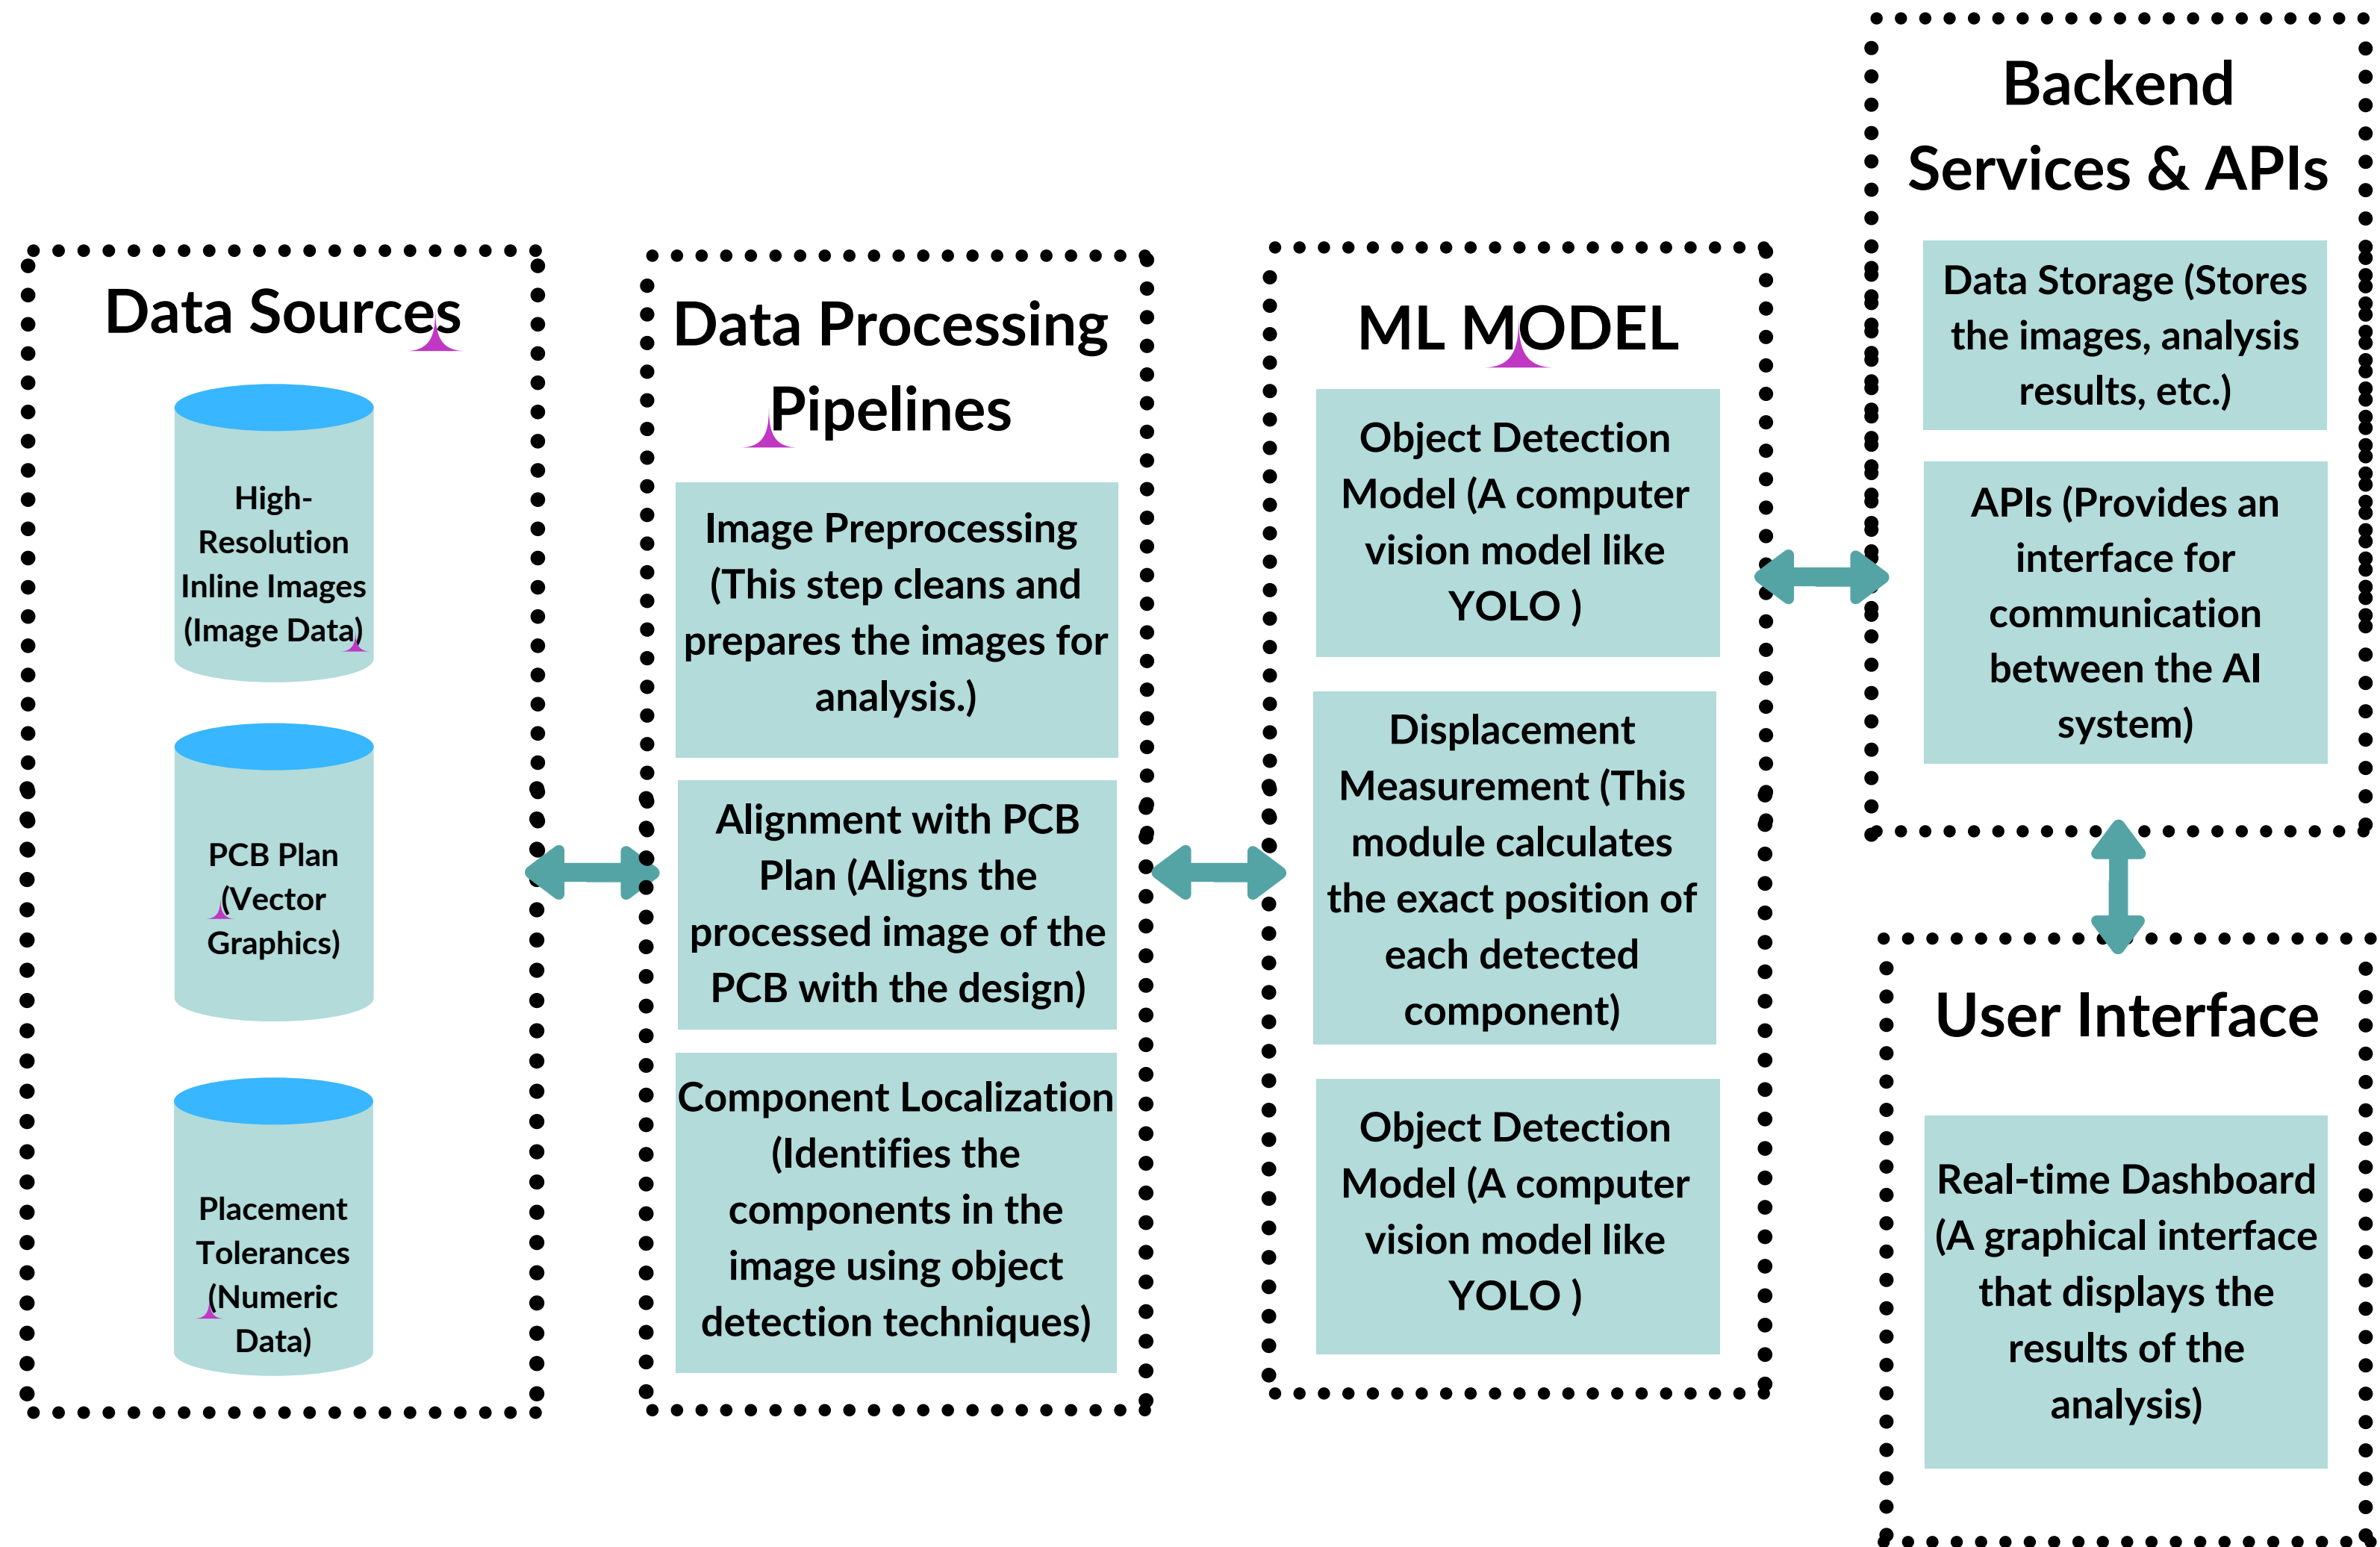 Data Sources
High-
Resolution
Inline Images
(Image Data)
PCB Plan
(Vector
Graphics)
Placement
Tolerances
(Numeric
Data)
Data Processing
Pipelines
Image Preprocessing
(This step cleans and
prepares the images for
analysis.)
Alignment with PCB
Plan (Aligns the
processed image of the
PCB with the design)
Component Localization
(Identifies the
components in the
image using object
detection techniques)
ML MODEL
Object Detection
Model (A computer
vision model like
YOLO )
Displacement
Measurement (This
module calculates
the exact position of
each detected
component)
Object Detection
Model (A computer
vision model like
YOLO )
Backend
Services & APIs
Data Storage (Stores
the images, analysis
results, etc.)
APIs (Provides an
interface for
communication
between the AI
system)
User Interface
Real-time Dashboard
(A graphical interface
that displays the
results of the
analysis)